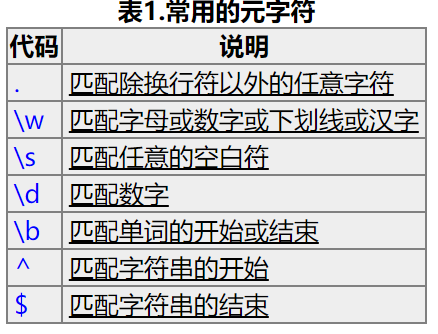 表1.常用的元字符
代码 说明
. 匹配除换行符以外的任意字符
\w 匹配字母或数字或下划线或汉字
\s 匹配任意的空白符
\d 匹配数字
\b 匹配单词的开始或结束
^ 匹配字符串的开始
$ 匹配字符串的结束